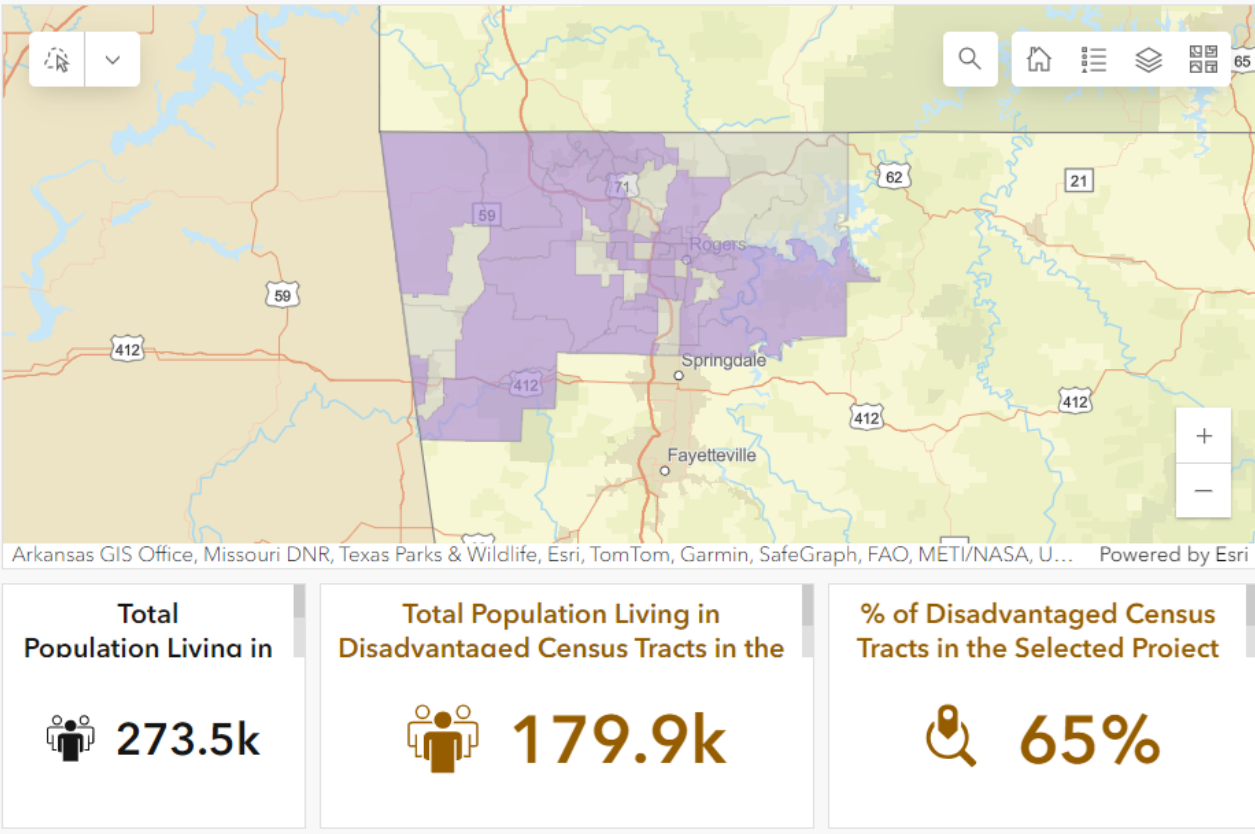 65
62
21
71
59
Rogers
59
412
Springdale
412
412
412
Fayetteville
Arkansas GIS Office, Missouri DNR, Texas Parks & Wildlife, Esri, TomTom, Garmin, SafeGraph, FAO, METI/NASA, U... Powered by Esri
Total
Population Living in
273.5k
Total Population Living in
Disadvantaged Census Tracts in the
179.9k
% of Disadvantaged Census
Tracts in the Selected Project
65%